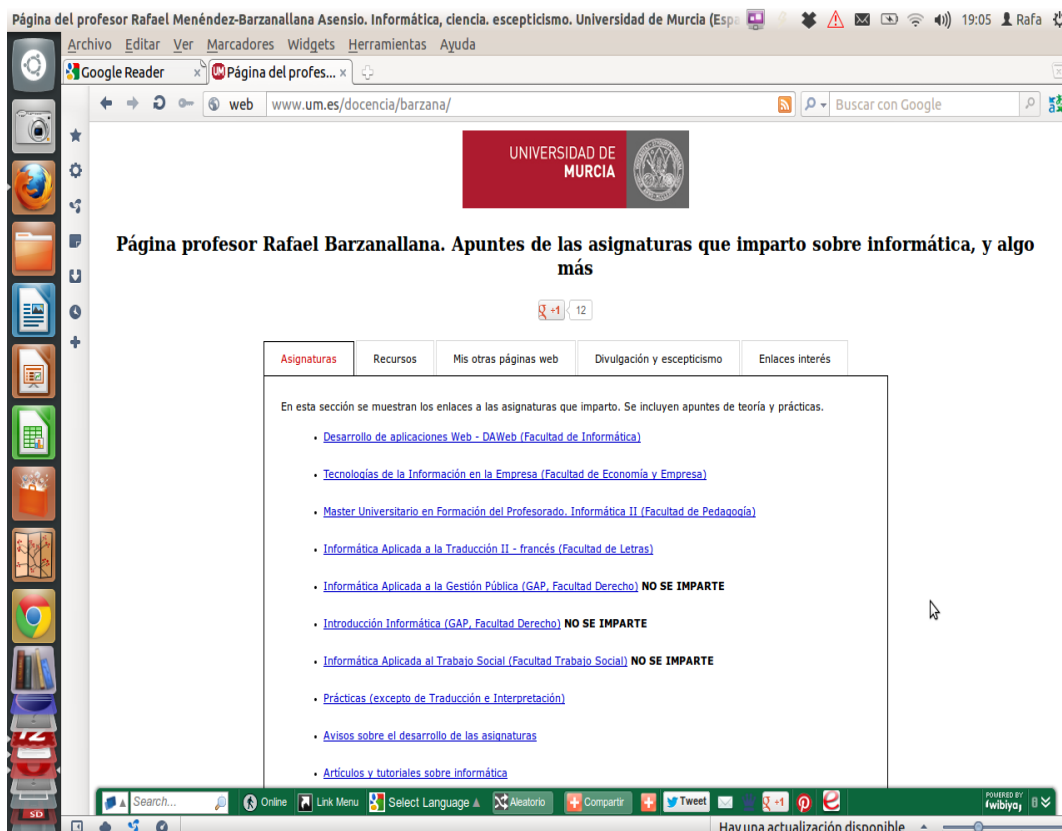 Página del profesor Rafael Menéndez-Barzanallana Asensio. Informática, ciencia. escepticismo. Universidad de Murcia (Espa
19:05 Rafa
Archivo Editar Ver Marcadores Widgets Herramientas Ayuda
Google Reader × Página del profes... ×
web www.um.es/docencia/barzana/ Buscar con Google
UNIVERSIDAD DE
MURCIA
Página profesor Rafael Barzanallana. Apuntes de las asignaturas que imparto sobre informática, y algo
más
g +1 12
Asignaturas Recursos Mis otras páginas web Divulgación y escepticismo Enlaces interés
En esta sección se muestran los enlaces a las asignaturas que imparto. Se incluyen apuntes de teoría y prácticas.
• Desarrollo de aplicaciones Web - DAWeb (Facultad de Informática)
• Tecnologías de la Información en la Empresa (Facultad de Economía y Empresa)
• Master Universitario en Formación del Profesorado. Informática II (Facultad de Pedagogía)
• Informática Aplicada a la Traducción II - francés (Facultad de Letras)
• Informática Aplicada a la Gestión Pública (GAP, Facultad Derecho) NO SE IMPARTE
• Introducción Informática (GAP, Facultad Derecho) NO SE IMPARTE
• Informática Aplicada al Trabajo Social (Facultad Trabajo Social) NO SE IMPARTE
• Prácticas (excepto de Traducción e Interpretación)
• Avisos sobre el desarrollo de las asignaturas
• Artículos y tutoriales sobre informática
Search... Online Link Menu Select Language Aleatorio Compartir Tweet g +1 POWERED BY wibiya
SD
Hay una actualización disponible